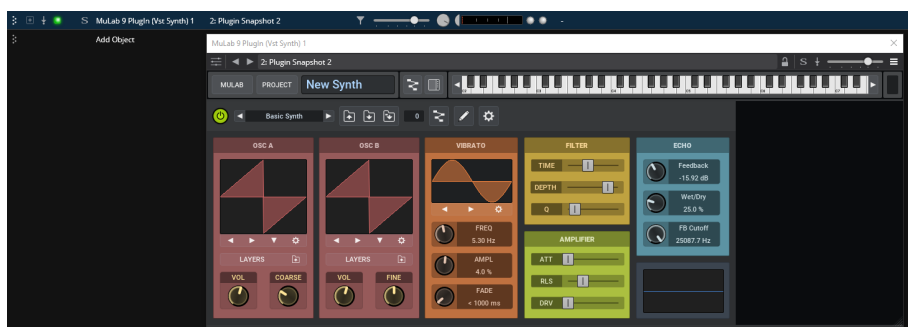 S MuLab 9 PlugIn (Vst Synth) 1 2: Plugin Snapshot 2 -
Add Object
MuLab 9 PlugIn (Vst Synth) 1
2: Plugin Snapshot 2 S
MULAB PROJECT New Synth
Basic Synth 0
OSC A OSC B VIBRATO FILTER ECHO
TIME Feedback
-15.92 dB
DEPTH
Wet/Dry
Q 25.0 %
FREQ FB Cutoff
5.30 Hz AMPLIFIER 25087.7 Hz
LAYERS LAYERS AMPL ATT
4.0 %
VOL COARSE VOL FINE RLS
FADE
< 1000 ms DRV